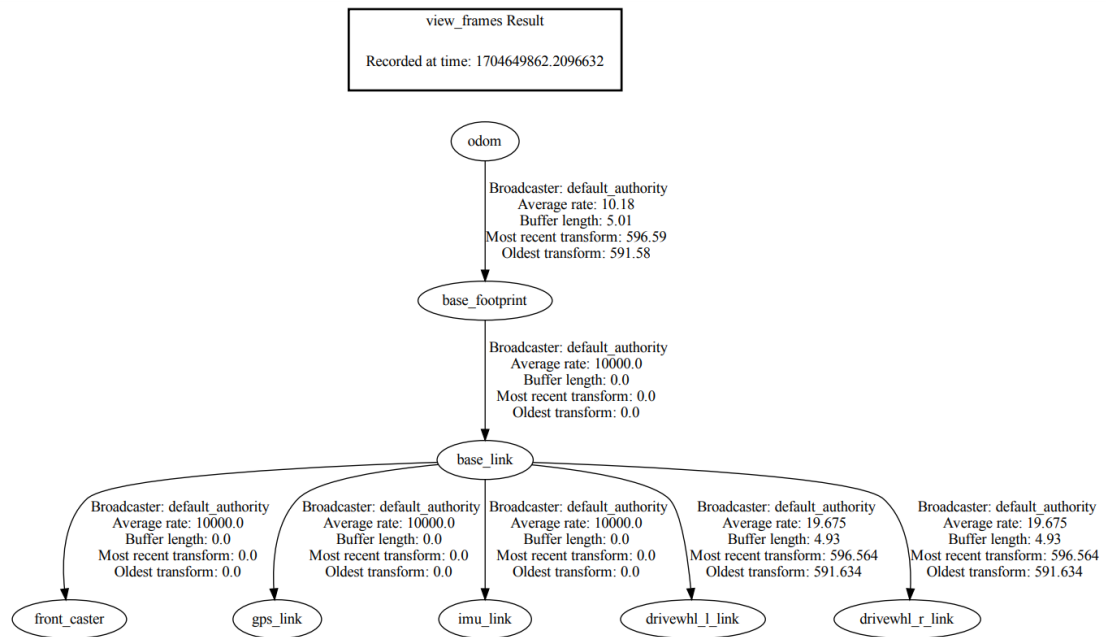 view_frames Result
Recorded at time: 1704649862.2096632
odom
Broadcaster: default_authority
Average rate: 10.18
Buffer length: 5.01
Most recent transform: 596.59
Oldest transform: 591.58
base_footprint
Broadcaster: default_authority
Average rate: 10000.0
Buffer length: 0.0
Most recent transform: 0.0
Oldest transform: 0.0
base_link
Broadcaster: default_authority
Average rate: 10000.0
Buffer length: 0.0
Most recent transform: 0.0
Oldest transform: 0.0
Broadcaster: default_authority
Average rate: 10000.0
Buffer length: 0.0
Most recent transform: 0.0
Oldest transform: 0.0
Broadcaster: default_authority
Average rate: 10000.0
Buffer length: 0.0
Most recent transform: 0.0
Oldest transform: 0.0
Broadcaster: default_authority
Average rate: 19.675
Buffer length: 4.93
Most recent transform: 596.564
Oldest transform: 591.634
Broadcaster: default_authority
Average rate: 19.675
Buffer length: 4.93
Most recent transform: 596.564
Oldest transform: 591.634
front_caster
gps_link
imu_link
drivewhl_l_link
drivewhl_r_link